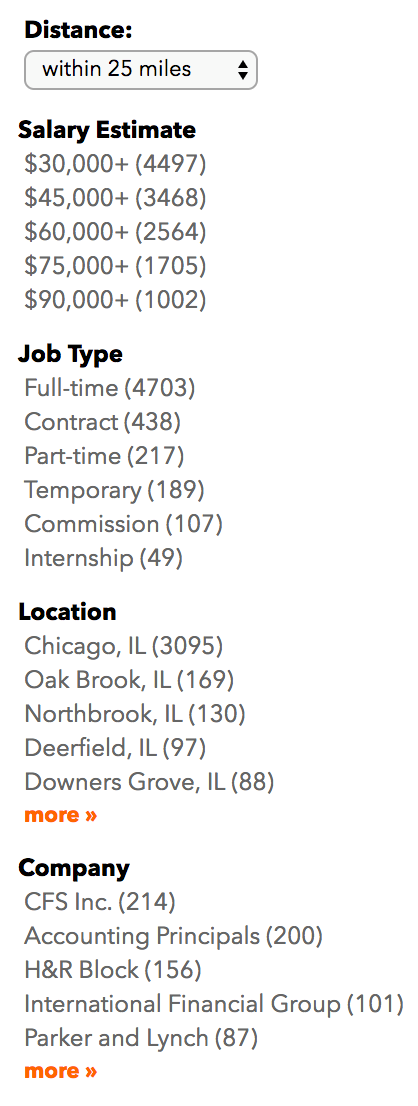 Distance:
within 25 miles
Salary Estimate
$30,000+ (4497)
$45,000+ (3468)
$60,000+ (2564)
$75,000+ (1705)
$90,000+ (1002)
Job Type
Full-time (4703)
Contract (438)
Part-time (217)
Temporary (189)
Commission (107)
Internship (49)
Location
Chicago, IL (3095)
Oak Brook, IL (169)
Northbrook, IL (130)
Deerfield, IL (97)
Downers Grove, IL (88)
more »
Company
CFS Inc. (214)
Accounting Principals (200)
H&R Block (156)
International Financial Group (101)
Parker and Lynch (87)
more »